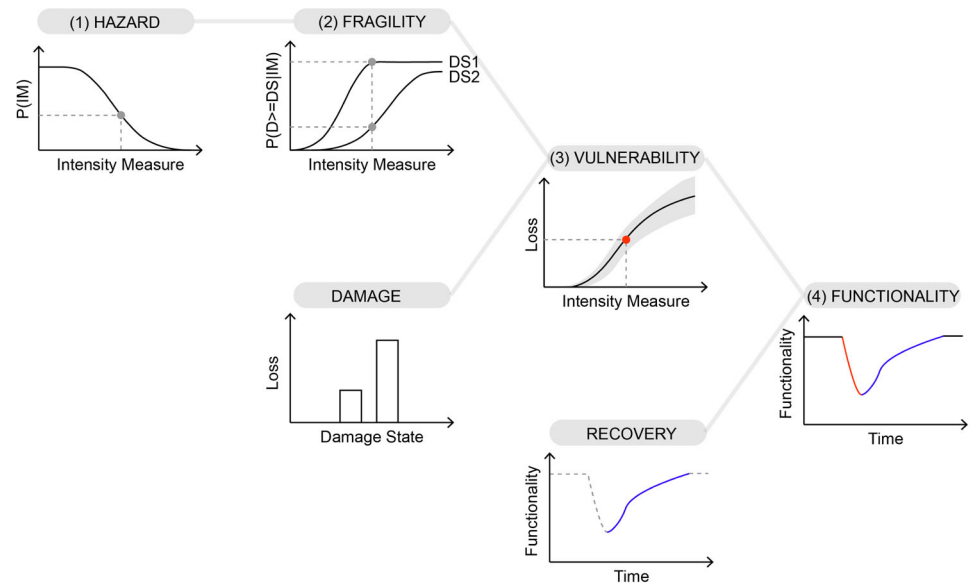 (1) HAZARD
P(IM)
Intensity Measure
(2) FRAGILITY
P(D>=DS|IM)
DS1
DS2
Intensity Measure
(3) VULNERABILITY
Loss
Intensity Measure
DAMAGE
Loss
Damage State
(4) FUNCTIONALITY
Functionality
Time
RECOVERY
Functionality
Time